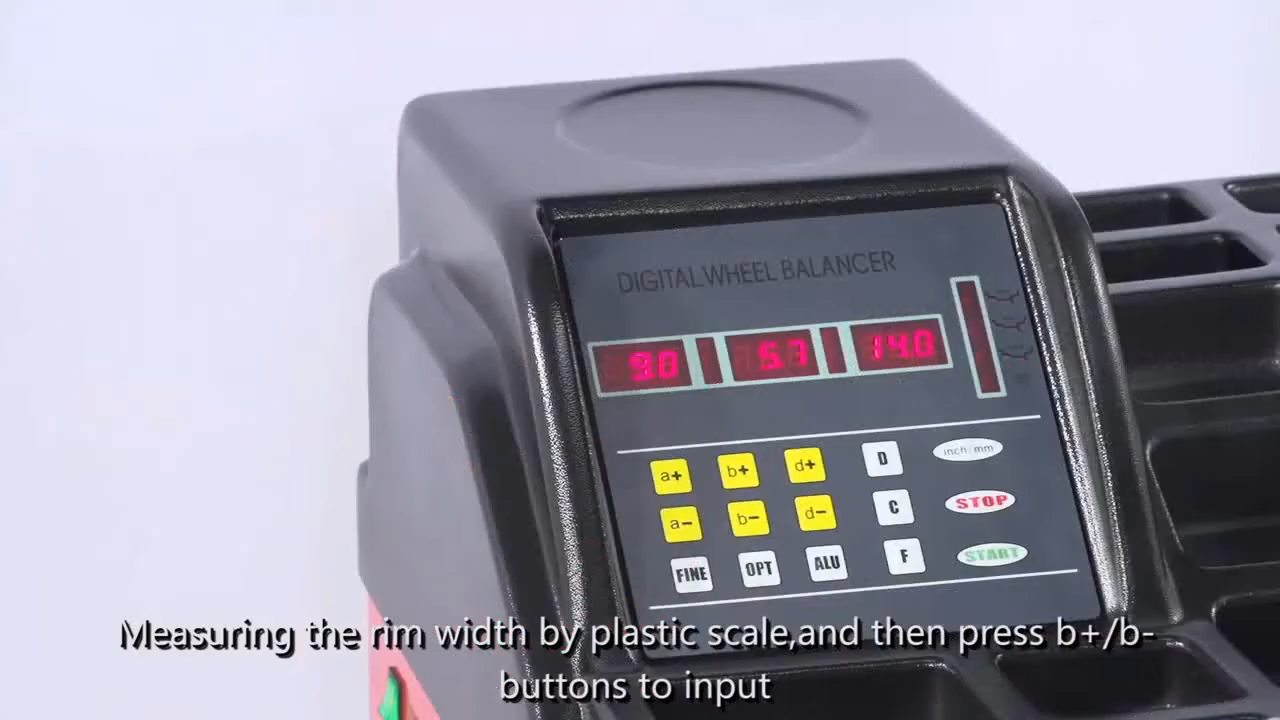 DIGITAL WHEEL BALANCER
9.0 5.7 14.0
a+ b+ d+ D inch/mm
a- b- d- C STOP
FINE OPT ALU F START
Measuring the rim width by plastic scale,and then press b+/b-
buttons to input